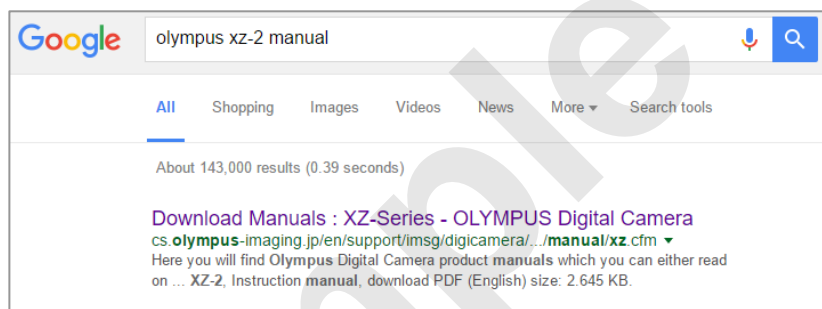 Google olympus xz-2 manual
All Shopping Images Videos News More Search tools
About 143,000 results (0.39 seconds)
Download Manuals : XZ-Series - OLYMPUS Digital Camera
cs.olympus-imaging.jp/en/support/imsg/digicamera/.../manual/xz.cfm
Here you will find Olympus Digital Camera product manuals which you can either read
on ... XZ-2, Instruction manual, download PDF (English) size: 2.645 KB.